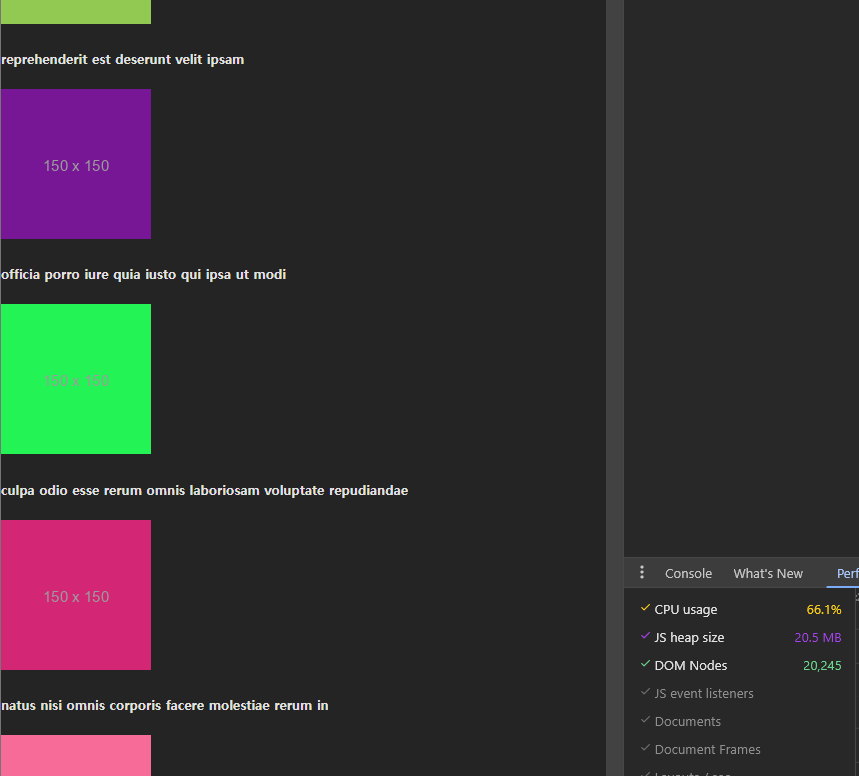 reprehenderit est deserunt velit ipsam
150 x 150
officia porro iure quia iusto qui ipsa ut modi
150 x 150
culpa odio esse rerum omnis laboriosam voluptate repudiandae
150 x 150
natus nisi omnis corporis facere molestiae rerum in
Console What's New Perf
CPU usage 66.1%
JS heap size 20.5 MB
DOM Nodes 20,245
JS event listeners
Documents
Document Frames